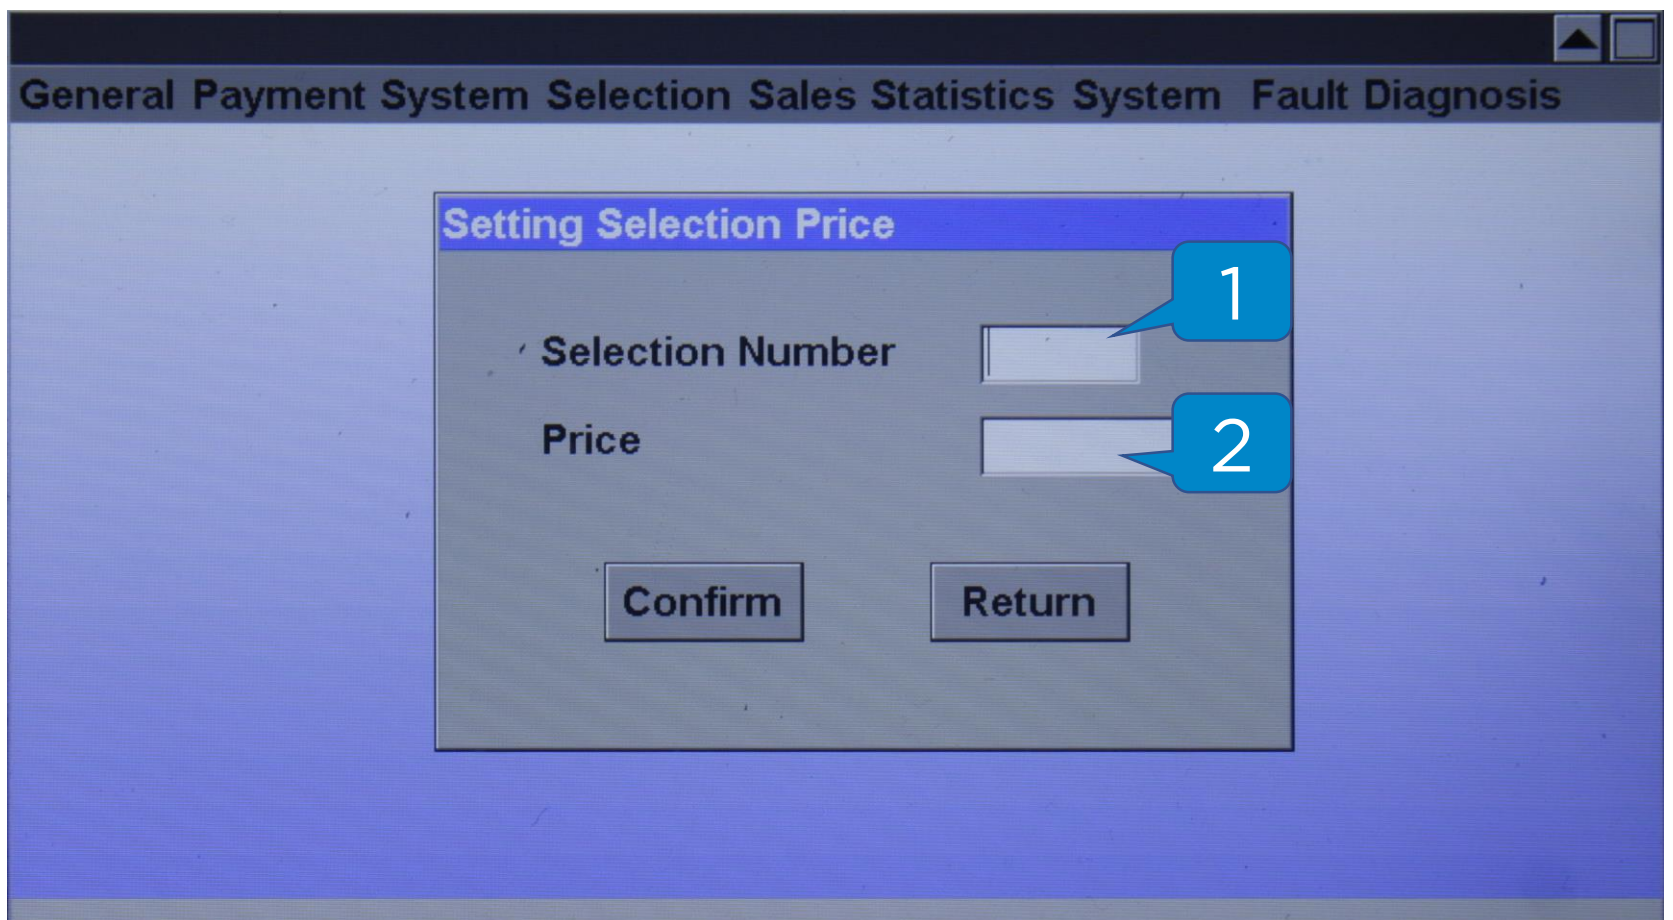 General Payment System Selection Sales Statistics System Fault Diagnosis
Setting Selection Price
1
Selection Number
2
Price
Confirm Return